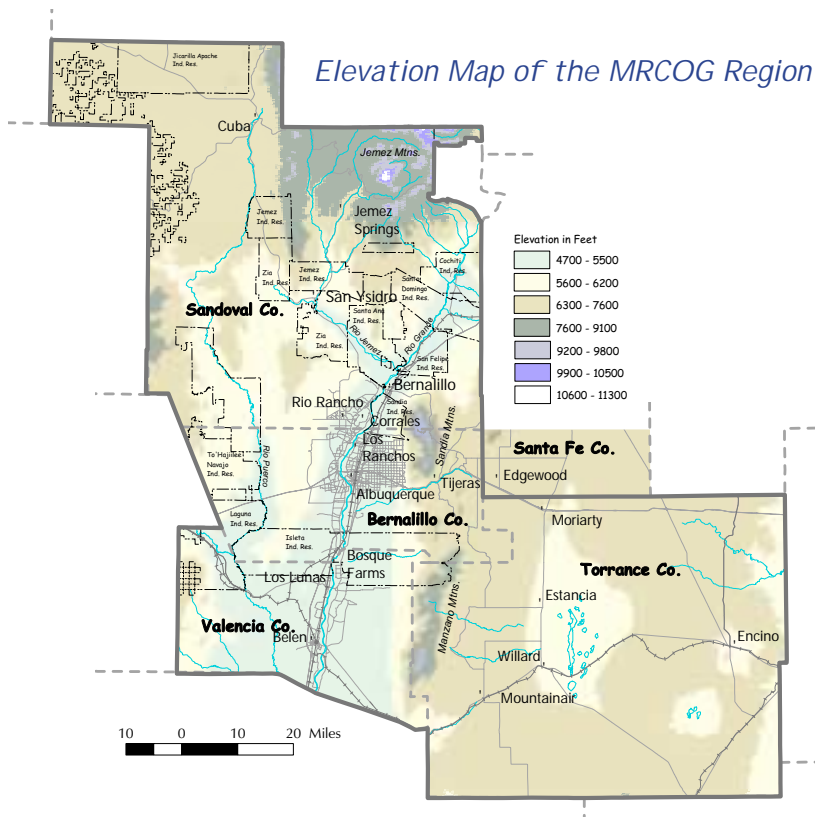 Elevation Map of the MRCOG Region
Jicarilla Apache
Ind. Res.
Cuba
Jemez Mtns.
Jemez
Ind. Res.
Jemez
Springs
Elevation in Feet
4700 - 5500
5600 - 6200
6300 - 7600
7600 - 9100
9200 - 9800
9900 - 10500
10600 - 11300
Zia
Ind. Res.
Jemez
Ind. Res.
Cochiti
Ind. Res.
Santo
Domingo
Ind. Res.
San Ysidro
Sandoval Co.
Santa Ana
Ind. Res.
Zia
Ind. Res.
Rio Jemez
Rio Grande
San Felipe
Ind. Res.
Bernalillo
Rio Rancho
Sandia
Ind. Res.
Corrales
Los
Ranchos
Sandia Mtns.
Santa Fe Co.
To'Hajiilee
Navajo
Ind. Res.
Rio Puerco
Edgewood
Tijeras
Albuquerque
Laguna
Ind. Res.
Bernalillo Co.
Moriarty
Isleta
Ind. Res.
Bosque
Farms
Los Lunas
Torrance Co.
Manzano Mtns.
Estancia
Valencia Co.
Belen
Encino
Willard
Mountainair
10 0 10 20 Miles